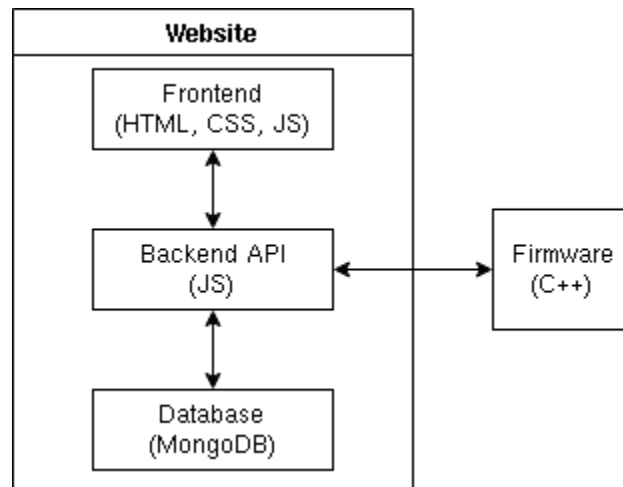 Website
Frontend
(HTML, CSS, JS)
Backend API
(JS)
Firmware
(C++)
Database
(MongoDB)